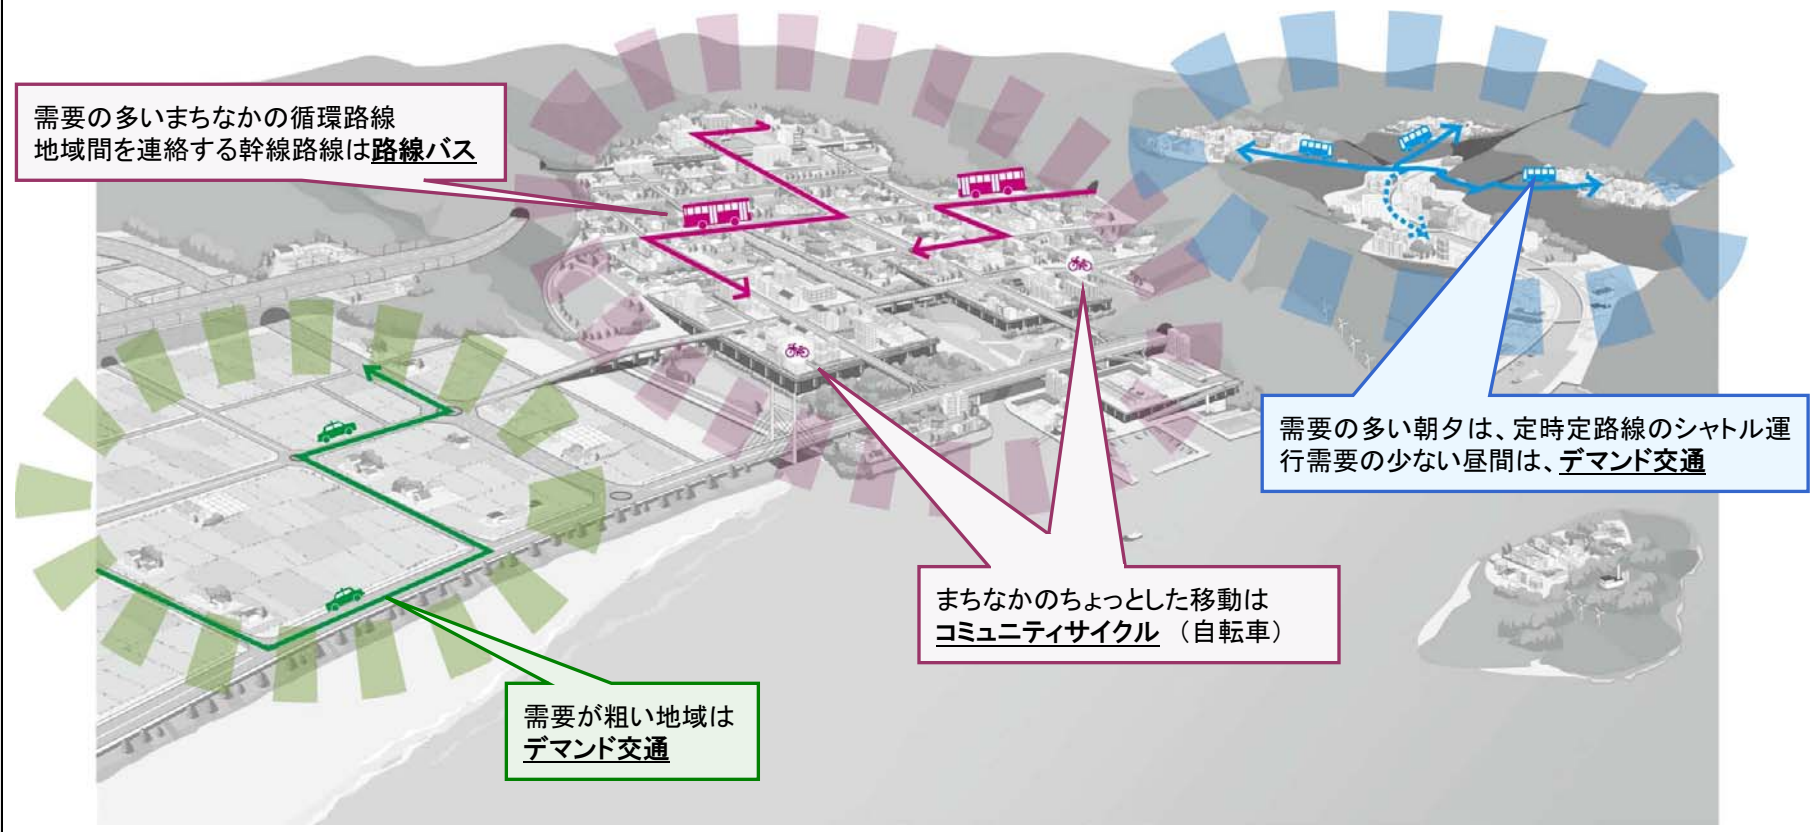 需要の多いまちなかの循環路線
地域間を連絡する幹線路線は路線バス
需要の多い朝夕は、定時定路線のシャトル運
行需要の少ない昼間は、デマンド交通
まちなかのちょっとした移動は
コミュニティサイクル （自転車）
需要が粗い地域は
デマンド交通